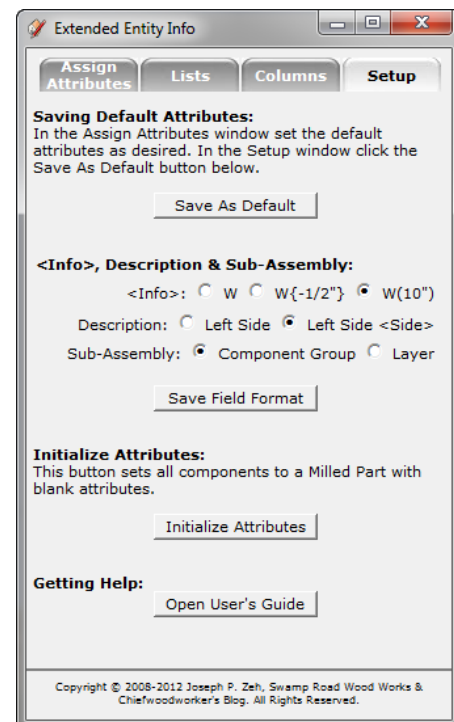 Extended Entity Info
Assign
Attributes
Lists
Columns
Setup
Saving Default Attributes:
In the Assign Attributes window set the default
attributes as desired. In the Setup window click the
Save As Default button below.
Save As Default
<Info>, Description & Sub-Assembly:
<Info>: W W{-1/2"} W(10")
Description: Left Side Left Side <Side>
Sub-Assembly: Component Group Layer
Save Field Format
Initialize Attributes:
This button sets all components to a Milled Part with
blank attributes.
Initialize Attributes
Getting Help:
Open User's Guide
Copyright © 2008-2012 Joseph P. Zeh, Swamp Road Wood Works &
Chiefwoodworker's Blog. All Rights Reserved.